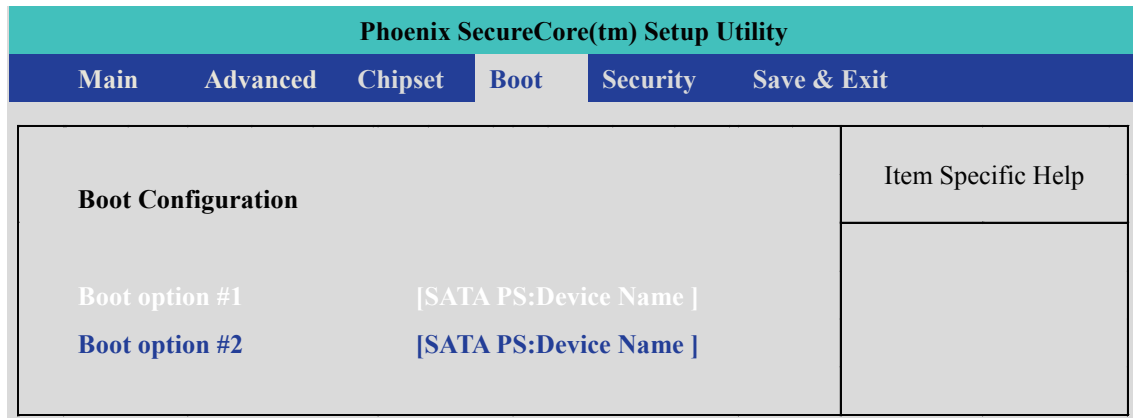 Phoenix SecureCore(tm) Setup Utility
Main Advanced Chipset Boot Security Save & Exit
Boot Configuration
Item Specific Help
Boot option #1 [SATA PS:Device Name ]
Boot option #2 [SATA PS:Device Name ]